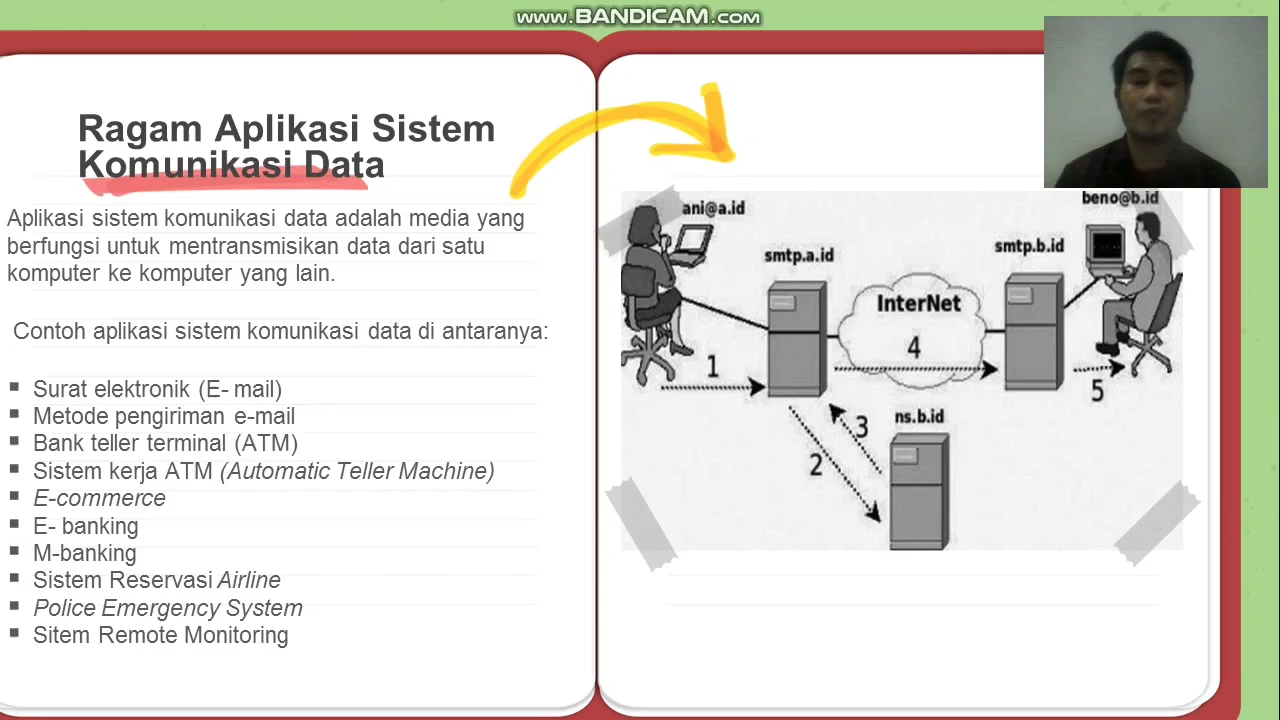 www.BANDICAM.com
Ragam Aplikasi Sistem
Komunikasi Data
Aplikasi sistem komunikasi data adalah media yang
berfungsi untuk mentransmisikan data dari satu
komputer ke komputer yang lain.
Contoh aplikasi sistem komunikasi data di antaranya:
▪ Surat elektronik (E- mail)
▪ Metode pengiriman e-mail
▪ Bank teller terminal (ATM)
▪ Sistem kerja ATM (Automatic Teller Machine)
▪ E-commerce
▪ E- banking
▪ M-banking
▪ Sistem Reservasi Airline
▪ Police Emergency System
▪ Sitem Remote Monitoring
ani@a.id
beno@b.id
smtp.a.id
smtp.b.id
InterNet
1
4
5
3
ns.b.id
2